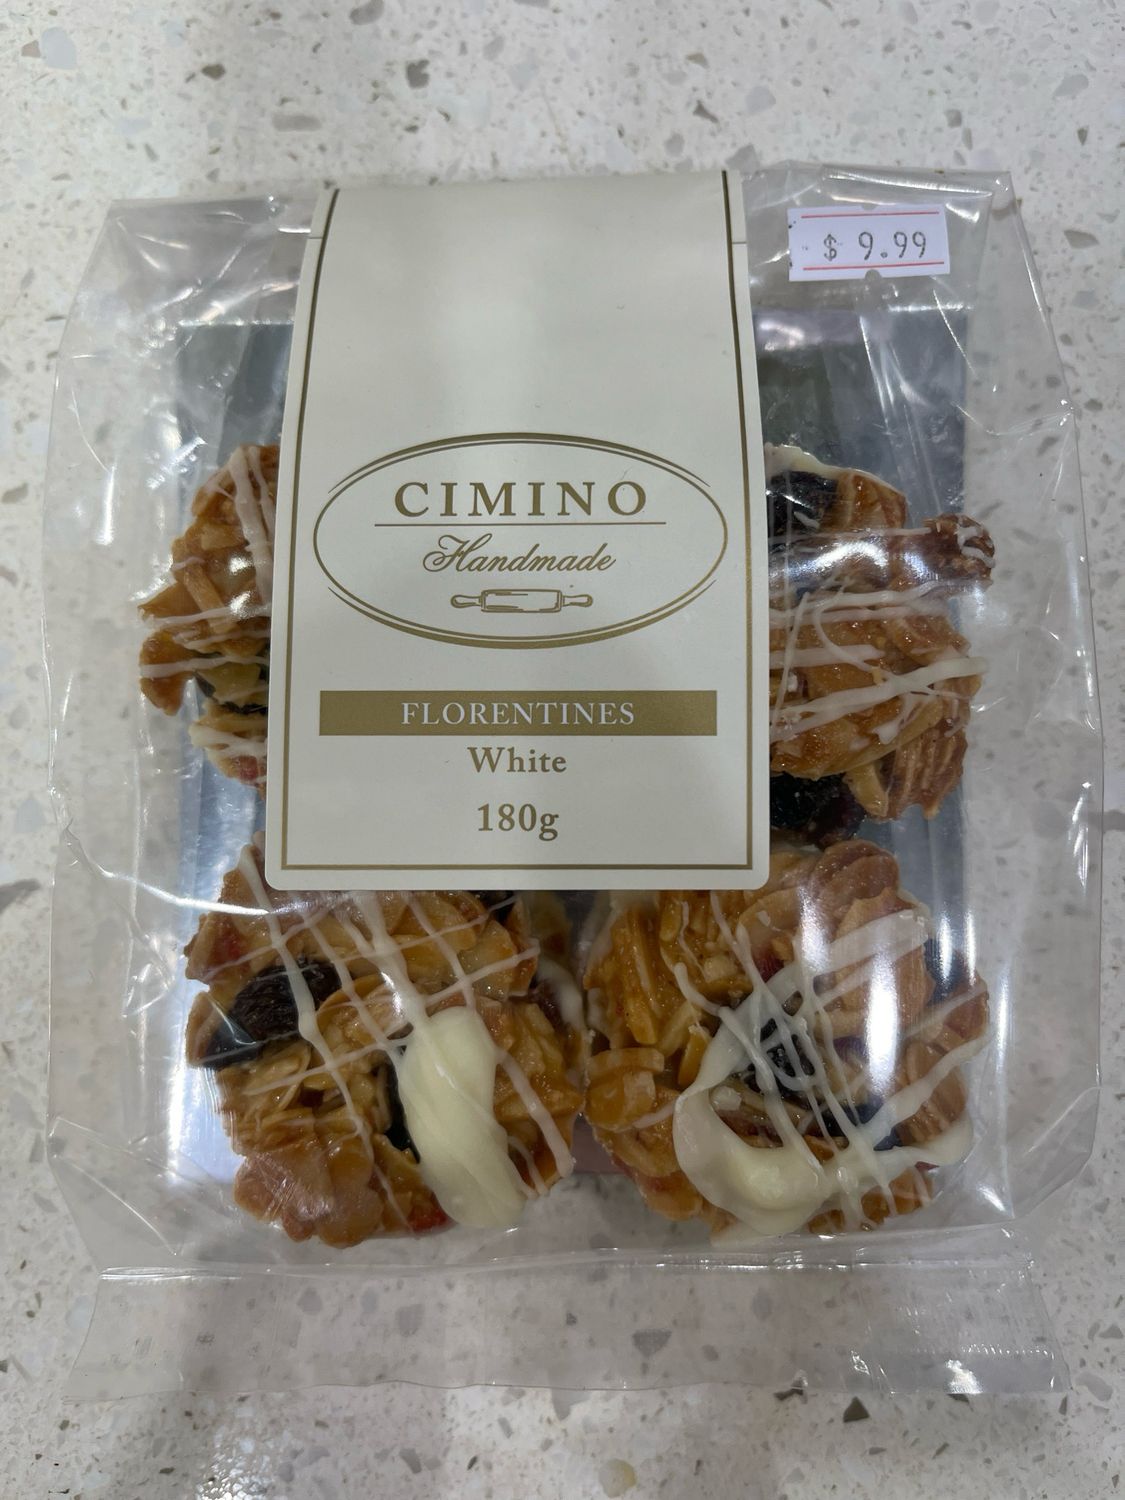 $ 9.99
CIMINO
Handmade
FLORENTINES
White
180g